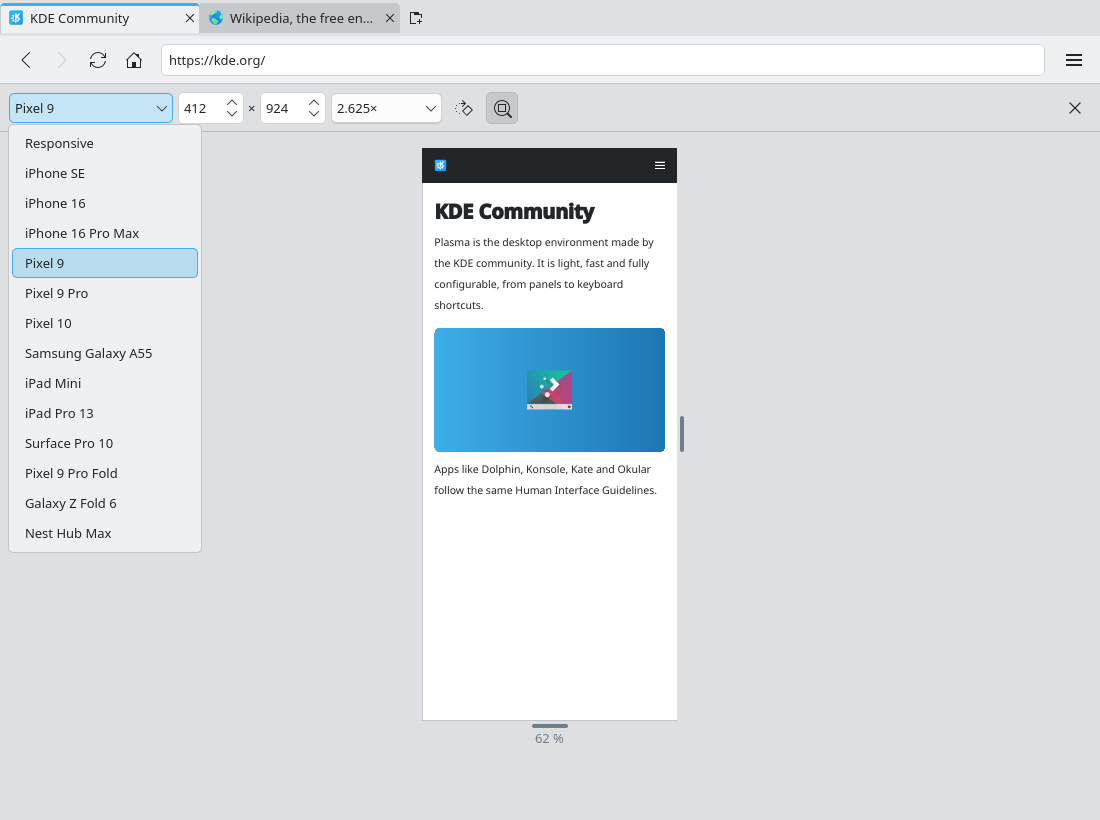 KDE Community
Wikipedia, the free en...
https://kde.org/
Pixel 9
412
×
924
2.625×
Responsive
iPhone SE
iPhone 16
iPhone 16 Pro Max
Pixel 9
Pixel 9 Pro
Pixel 10
Samsung Galaxy A55
iPad Mini
iPad Pro 13
Surface Pro 10
Pixel 9 Pro Fold
Galaxy Z Fold 6
Nest Hub Max
KDE Community
Plasma is the desktop environment made by
the KDE community. It is light, fast and fully
configurable, from panels to keyboard
shortcuts.
Apps like Dolphin, Konsole, Kate and Okular
follow the same Human Interface Guidelines.
62 %